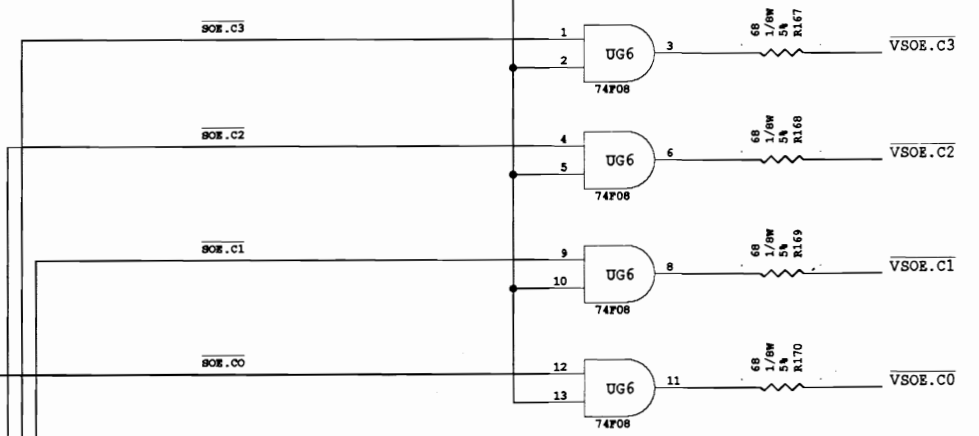 SOE.C3
1
2
UG6
74F08
3
68
1/8W
5%
R167
VSOE.C3
SOE.C2
4
5
UG6
74F08
6
68
1/8W
5%
R168
VSOE.C2
SOE.C1
9
10
UG6
74F08
8
68
1/8W
5%
R169
VSOE.C1
SOE.C0
12
13
UG6
74F08
11
68
1/8W
5%
R170
VSOE.C0